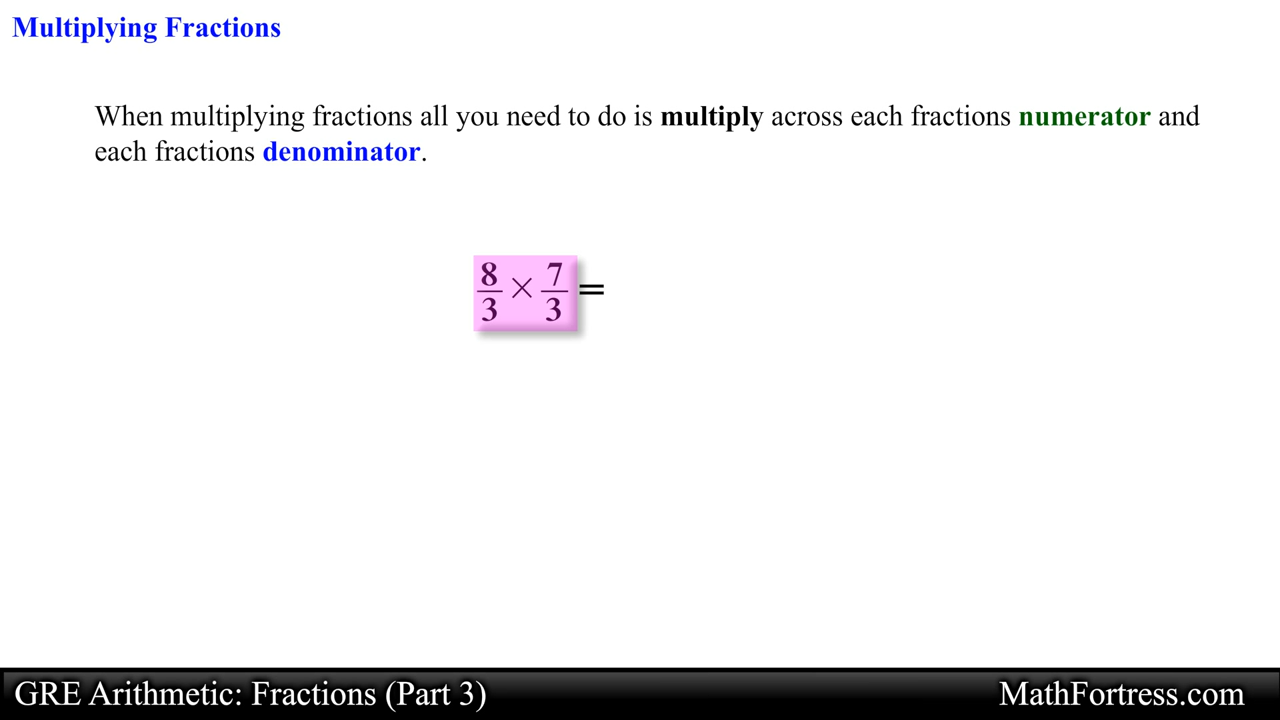 Multiplying Fractions
When multiplying fractions all you need to do is multiply across each fractions numerator and
each fractions denominator.
8/3 × 7/3 =
GRE Arithmetic: Fractions (Part 3)
MathFortress.com